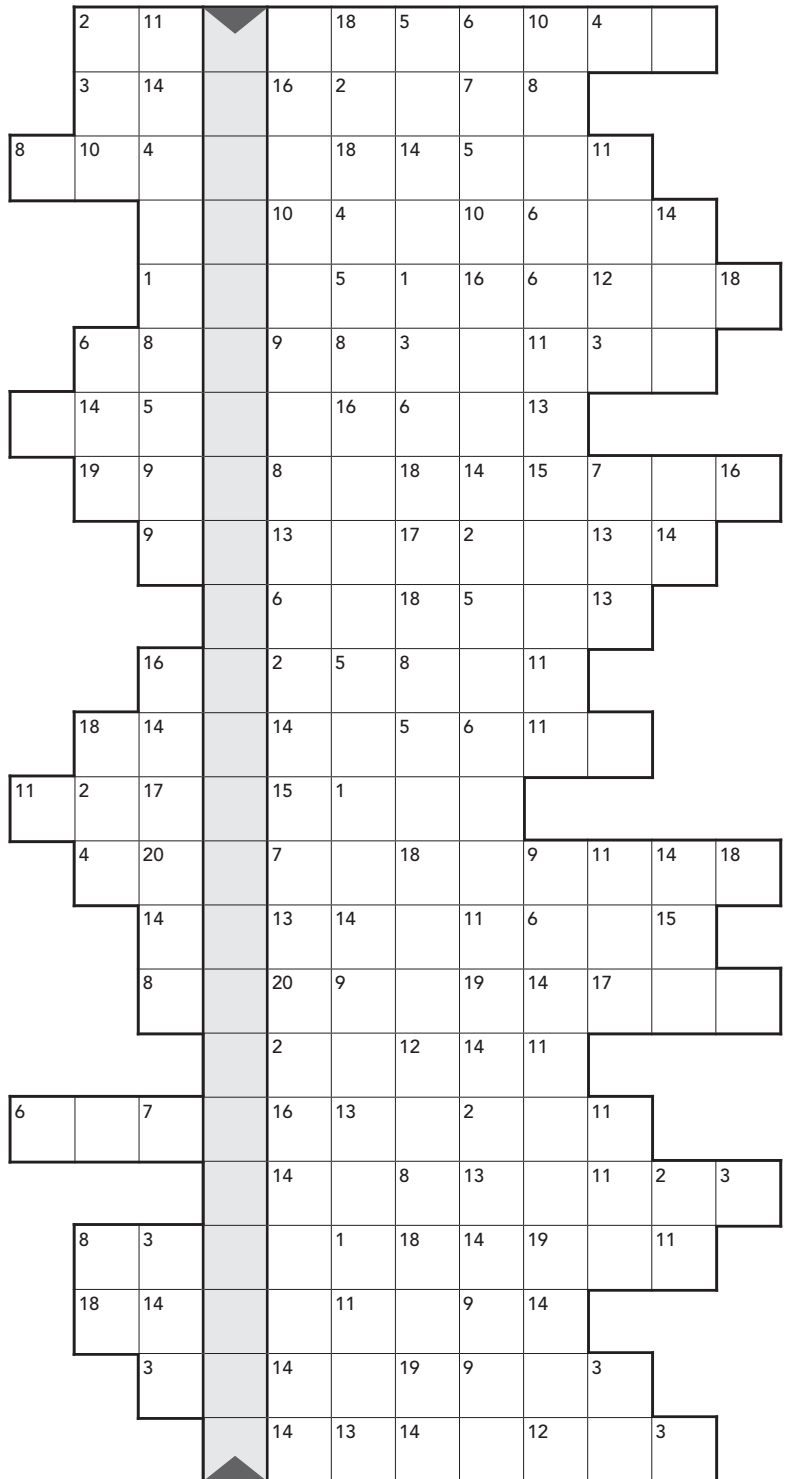 2 11 18 5 6 10 4
3 14 16 2 7 8
8 10 4 18 14 5 11
10 4 10 6 14
1 5 1 16 6 12 18
6 8 9 8 3 11 3
14 5 16 6 13
19 9 8 18 14 15 7 16
9 13 17 2 13 14
6 18 5 13
16 2 5 8 11
18 14 14 5 6 11
11 2 17 15 1
4 20 7 18 9 11 14 18
14 13 14 11 6 15
8 20 9 19 14 17
2 12 14 11
6 7 16 13 2 11
14 8 13 11 2 3
8 3 1 18 14 19 11
18 14 11 9 14
3 14 19 9 3
14 13 14 12 3